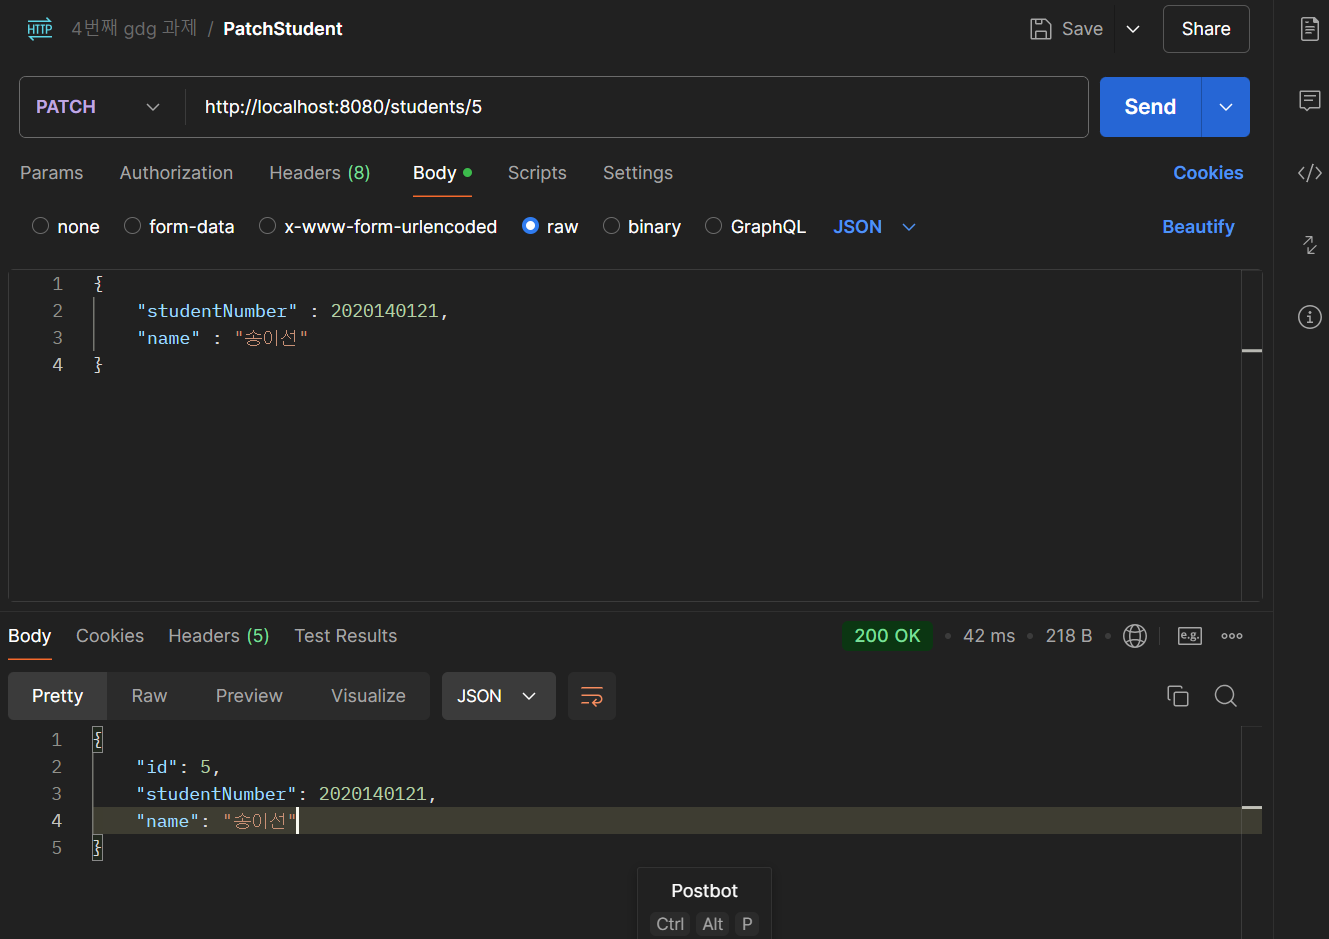 HTTP 4번째 gdg 과제 / PatchStudent Save Share
PATCH http://localhost:8080/students/5 Send
Params Authorization Headers (8) Body Scripts Settings Cookies
none form-data x-www-form-urlencoded raw binary GraphQL JSON Beautify
1 {
2 "studentNumber" : 2020140121,
3 "name" : "송이선"
4 }
Body Cookies Headers (5) Test Results 200 OK • 42 ms • 218 B • e.g.
Pretty Raw Preview Visualize JSON
1 {
2 "id": 5,
3 "studentNumber": 2020140121,
4 "name": "송이선"
5 }
Postbot
Ctrl Alt P